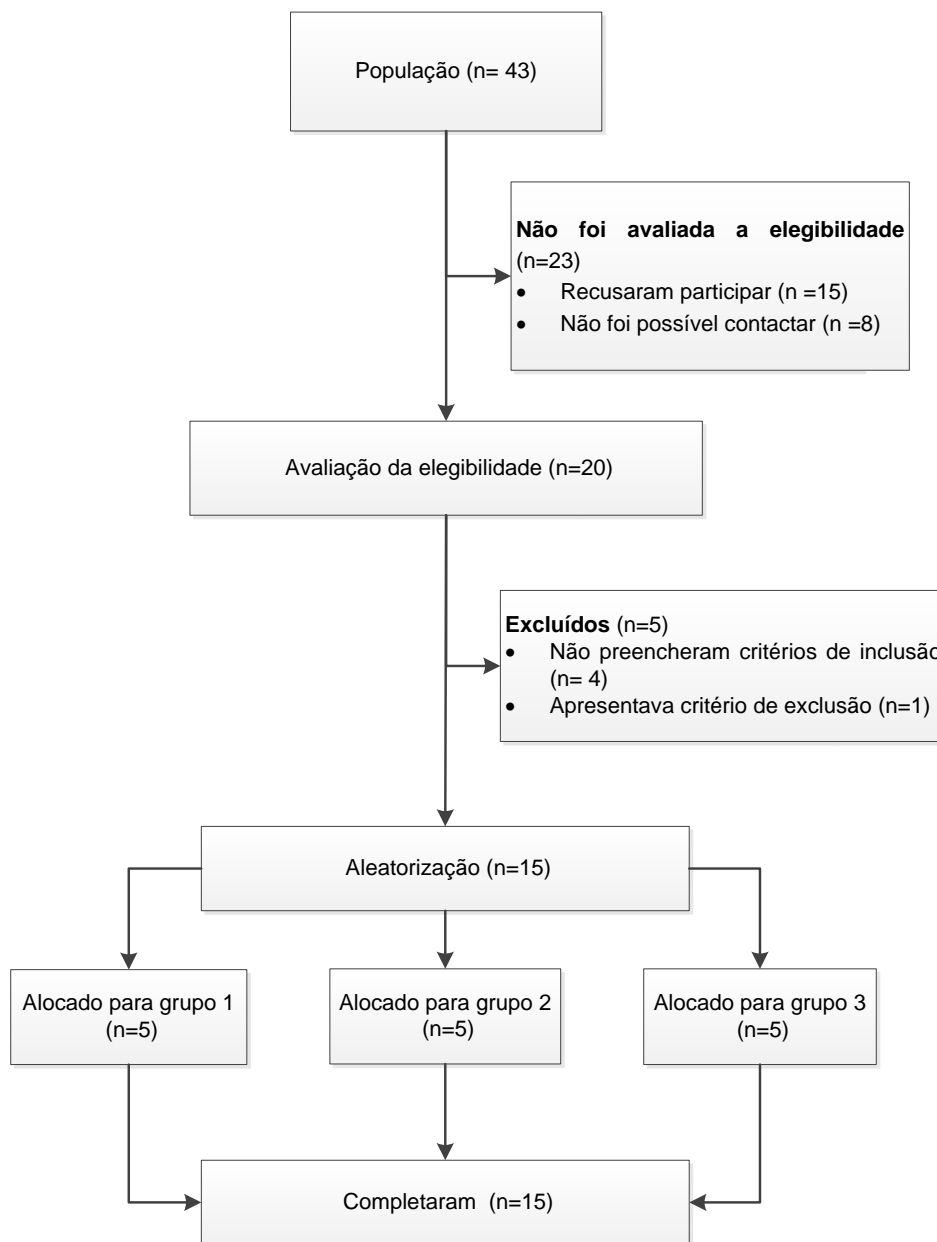 População (n= 43)
Não foi avaliada a elegibilidade
(n=23)
• Recusaram participar (n =15)
• Não foi possível contactar (n =8)
Avaliação da elegibilidade (n=20)
Excluídos (n=5)
• Não preencheram critérios de inclusão
(n= 4)
• Apresentava critério de exclusão (n=1)
Aleatorização (n=15)
Alocado para grupo 1
(n=5)
Alocado para grupo 2
(n=5)
Alocado para grupo 3
(n=5)
Completaram (n=15)